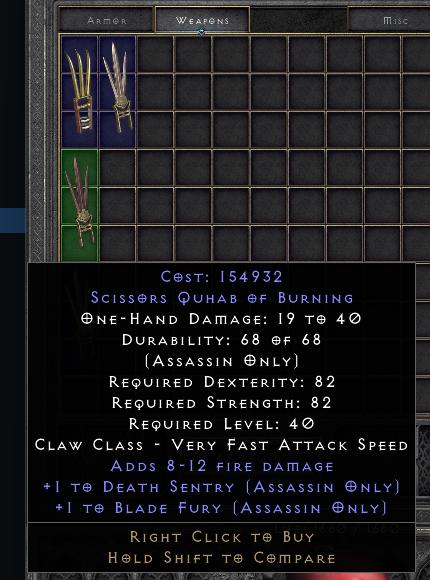 Armor
Weapons
Misc
Cost: 154932
Scissors Quhab of Burning
One-Hand Damage: 19 to 40
Durability: 68 of 68
(Assassin Only)
Required Dexterity: 82
Required Strength: 82
Required Level: 40
Claw Class - Very Fast Attack Speed
Adds 8-12 fire damage
+1 to Death Sentry (Assassin Only)
+1 to Blade Fury (Assassin Only)
Right Click to Buy
Hold Shift to Compare